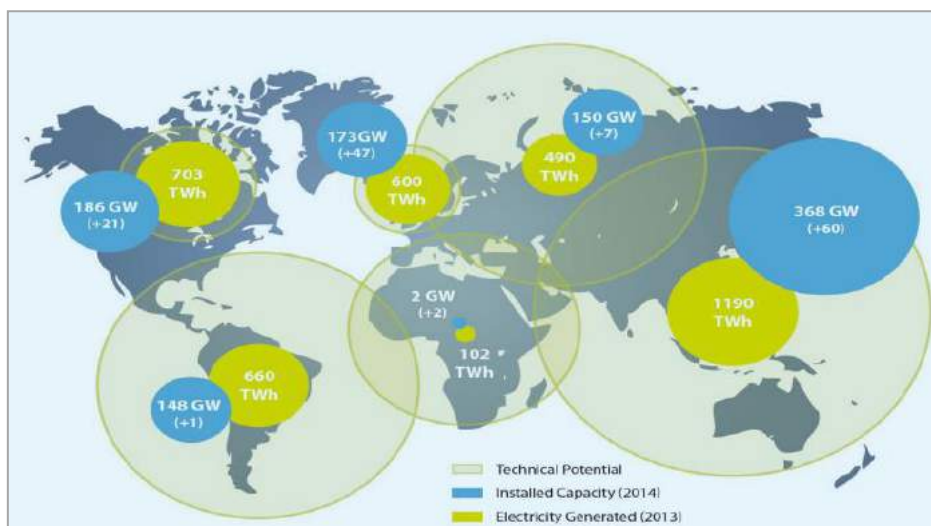 703
TWh
186 GW
(+21)
173GW
(+47)
600
TWh
150 GW
(+7)
490
TWh
368 GW
(+60)
1190
TWh
2 GW
(+2)
102
TWh
660
TWh
148 GW
(+1)
Technical Potential
Installed Capacity (2014)
Electricity Generated (2013)